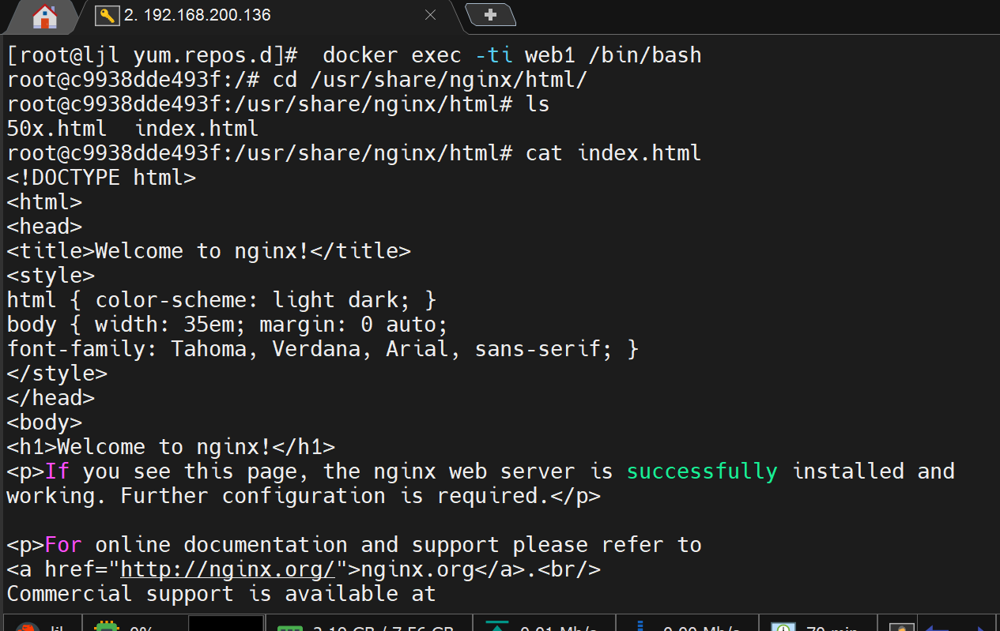 2. 192.168.200.136
[root@ljl yum.repos.d]#  docker exec -ti web1 /bin/bash
root@c9938dde493f:/# cd /usr/share/nginx/html/
root@c9938dde493f:/usr/share/nginx/html# ls
50x.html  index.html
root@c9938dde493f:/usr/share/nginx/html# cat index.html
<!DOCTYPE html>
<html>
<head>
<title>Welcome to nginx!</title>
<style>
html { color-scheme: light dark; }
body { width: 35em; margin: 0 auto;
font-family: Tahoma, Verdana, Arial, sans-serif; }
</style>
</head>
<body>
<h1>Welcome to nginx!</h1>
<p>If you see this page, the nginx web server is successfully installed and
working. Further configuration is required.</p>

<p>For online documentation and support please refer to
<a href="http://nginx.org/">nginx.org</a>.<br/>
Commercial support is available at